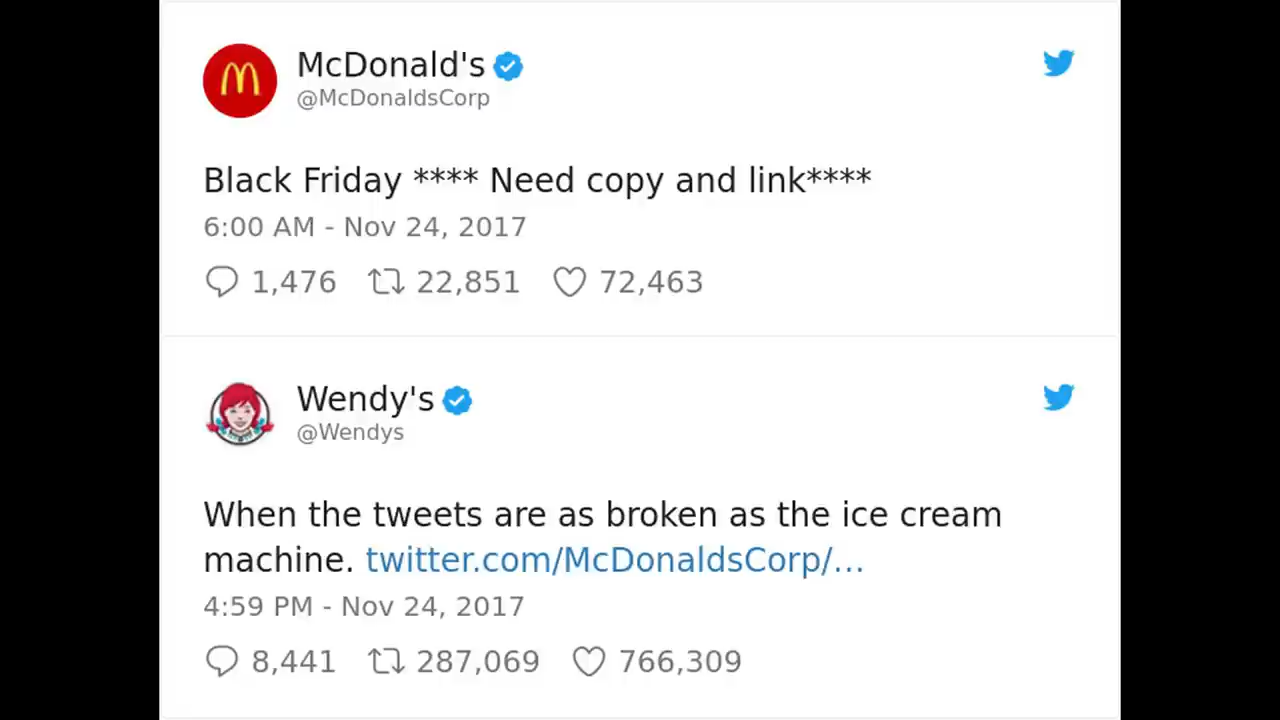 McDonald's
@McDonaldsCorp
Black Friday **** Need copy and link****
6:00 AM - Nov 24, 2017
1,476 22,851 72,463
Wendy's
@Wendys
When the tweets are as broken as the ice cream
machine. twitter.com/McDonaldsCorp/...
4:59 PM - Nov 24, 2017
8,441 287,069 766,309